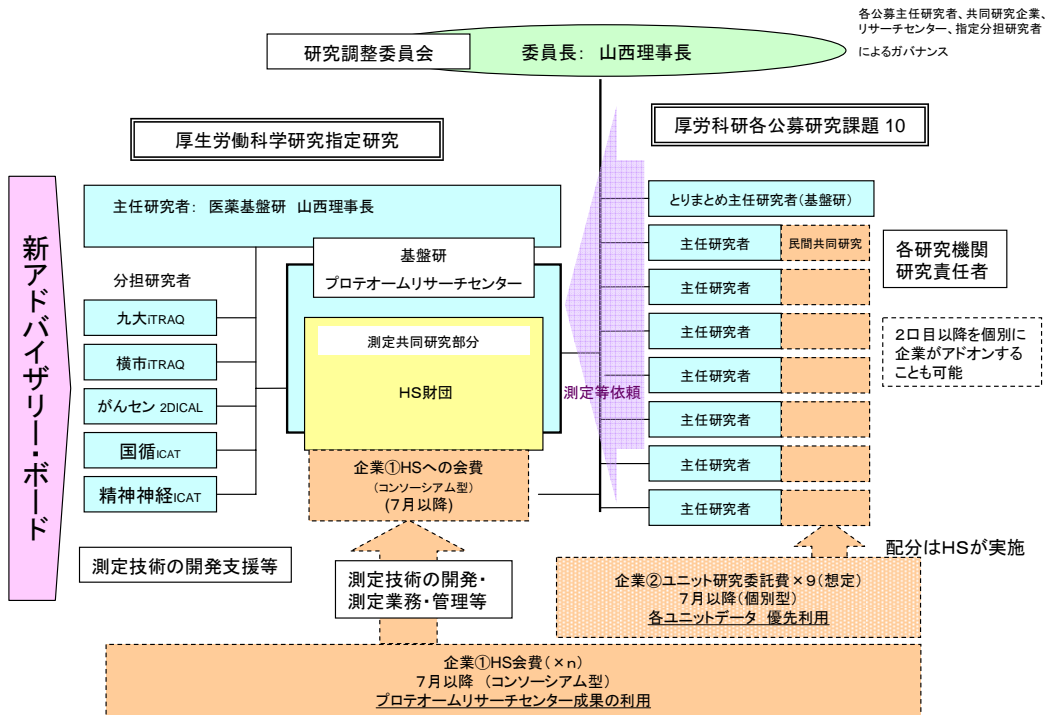 各公募主任研究者、共同研究企業、
リサーチセンター、指定分担研究者
によるガバナンス
研究調整委員会
委員長： 山西理事長
厚生労働科学研究指定研究
厚労科研各公募研究課題 10
新アドバイザリー・ボード
主任研究者： 医薬基盤研 山西理事長
分担研究者
九大iTRAQ
横市iTRAQ
がんセン 2DICAL
国循ICAT
精神神経ICAT
測定技術の開発支援等
基盤研
プロテオームリサーチセンター
測定共同研究部分
HS財団
企業①HSへの会費
（コンソーシアム型）
(7月以降)
測定技術の開発・
測定業務・管理等
測定等依頼
とりまとめ主任研究者（基盤研）
主任研究者
民間共同研究
主任研究者
主任研究者
主任研究者
主任研究者
主任研究者
主任研究者
各研究機関
研究責任者
２口目以降を個別に
企業がアドオンする
ことも可能
配分はHSが実施
企業②ユニット研究委託費×９（想定）
７月以降（個別型）
各ユニットデータ 優先利用
企業①HS会費（×ｎ）
７月以降 （コンソーシアム型）
プロテオームリサーチセンター成果の利用